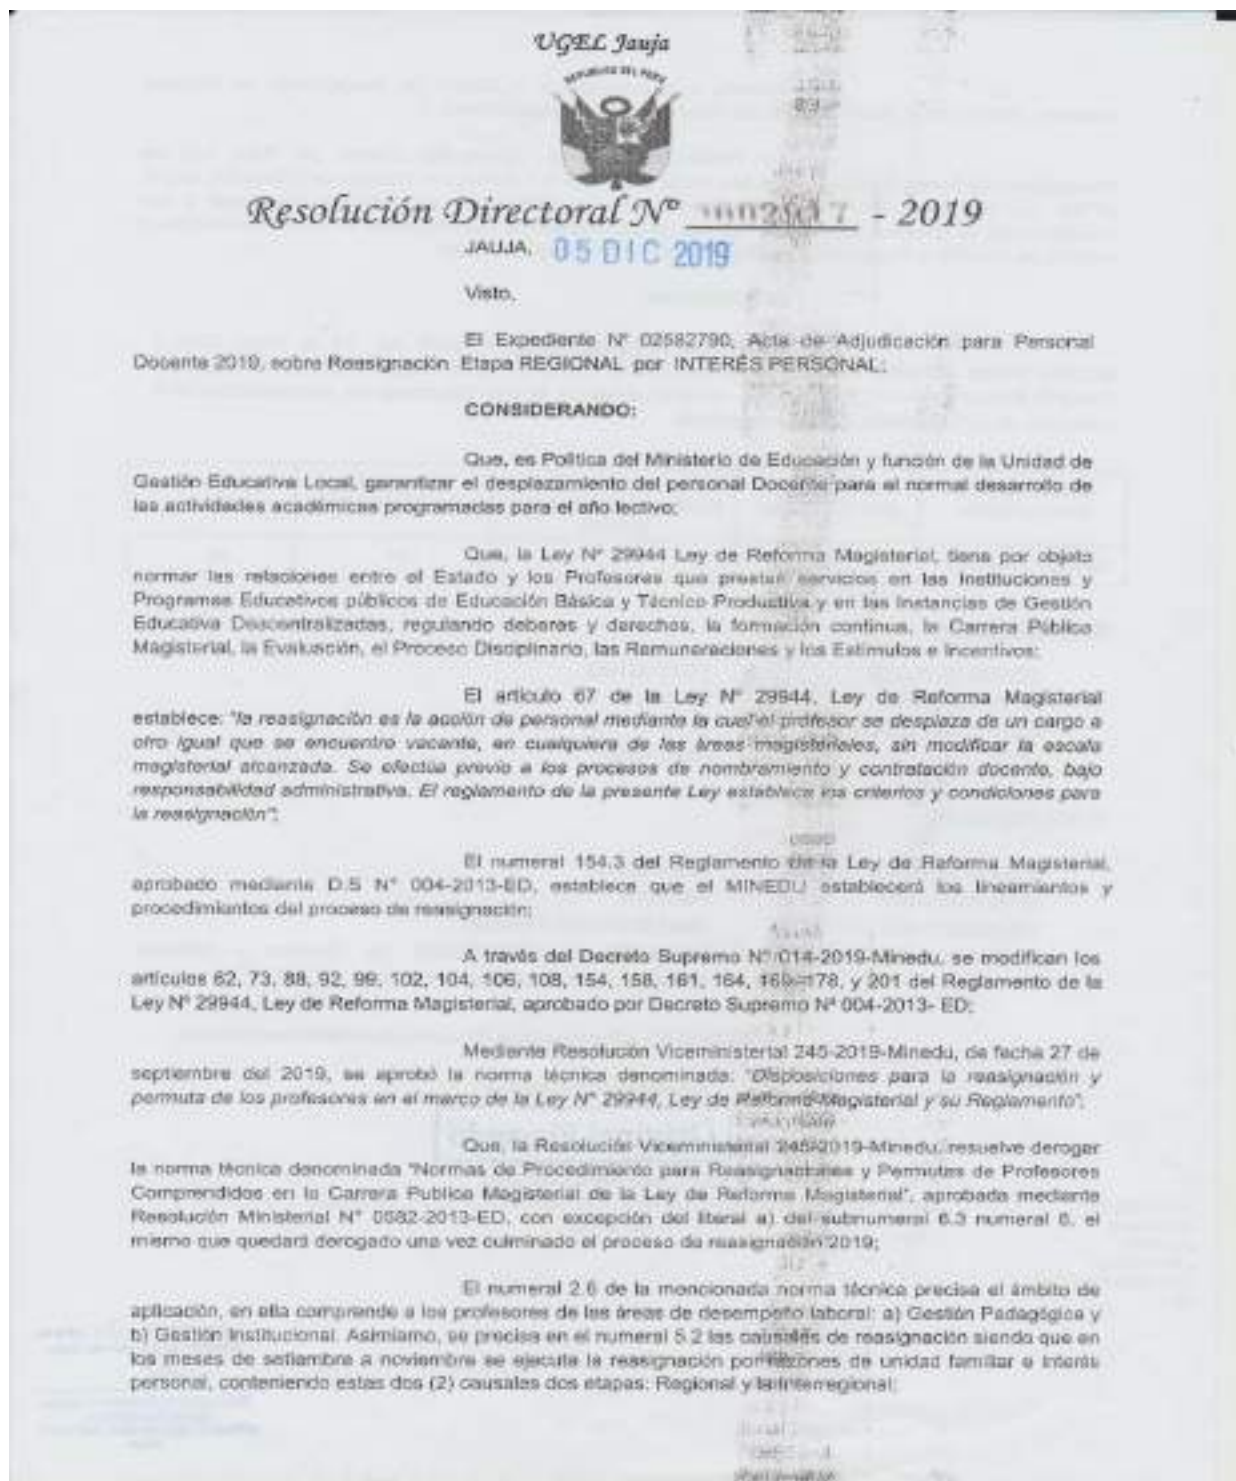 UGEL Jauja
REPUBLICA DEL PERU
Resolución Directoral Nº - 2019
JAUJA, 05 DIC 2019
Visto,
El Expediente Nº 02582790, Acta de Adjudicación para Personal
Docente 2019, sobre Reasignación Etapa REGIONAL por INTERÉS PERSONAL;
CONSIDERANDO:
Que, es Política del Ministerio de Educación y función de la Unidad de
Gestión Educativa Local, garantizar el desplazamiento del personal Docente para el normal desarrollo de
las actividades académicas programadas para el año lectivo;
Que, la Ley Nº 29944 Ley de Reforma Magisterial, tiene por objeto
normar las relaciones entre el Estado y los Profesores que prestan servicios en las Instituciones y
Programas Educativos públicos de Educación Básica y Técnico Productiva y en las Instancias de Gestión
Educativa Descentralizadas, regulando deberes y derechos, la formación continua, la Carrera Pública
Magisterial, la Evaluación, el Proceso Disciplinario, las Remuneraciones y los Estímulos e Incentivos;
El artículo 67 de la Ley Nº 29944, Ley de Reforma Magisterial
establece: "la reasignación es la acción de personal mediante la cual el profesor se desplaza de un cargo a
otro igual que se encuentre vacante, en cualquiera de las áreas magisteriales, sin modificar la escala
magisterial alcanzada. Se efectúa previo a los procesos de nombramiento y contratación docente, bajo
responsabilidad administrativa. El reglamento de la presente Ley establece los criterios y condiciones para
la reasignación";
El numeral 154.3 del Reglamento de la Ley de Reforma Magisterial,
aprobado mediante D.S Nº 004-2013-ED, establece que el MINEDU establecerá los lineamientos y
procedimientos del proceso de reasignación;
A través del Decreto Supremo Nº 014-2019-Minedu, se modifican los
artículos 62, 73, 88, 92, 99, 102, 104, 106, 108, 154, 158, 161, 164, 169, 178, y 201 del Reglamento de la
Ley Nº 29944, Ley de Reforma Magisterial, aprobado por Decreto Supremo Nº 004-2013- ED;
Mediante Resolución Viceministerial 245-2019-Minedu, de fecha 27 de
septiembre del 2019, se aprobó la norma técnica denominada: "Disposiciones para la reasignación y
permuta de los profesores en el marco de la Ley Nº 29944, Ley de Reforma Magisterial y su Reglamento";
Que, la Resolución Viceministerial 245-2019-Minedu, resuelve derogar
la norma técnica denominada "Normas de Procedimiento para Reasignaciones y Permutas de Profesores
Comprendidos en la Carrera Publica Magisterial de la Ley de Reforma Magisterial", aprobada mediante
Resolución Ministerial Nº 0582-2013-ED, con excepción del literal a) del subnumeral 6.3 numeral 6, el
mismo que quedará derogado una vez culminado el proceso de reasignación 2019;
El numeral 2.6 de la mencionada norma técnica precisa el ámbito de
aplicación, en ella comprende a los profesores de las áreas de desempeño laboral: a) Gestión Pedagógica y
b) Gestión Institucional. Asimismo, se precisa en el numeral 5.2 las causales de reasignación siendo que en
los meses de setiembre a noviembre se ejecuta la reasignación por razones de unidad familiar e interés
personal, conteniendo estas dos (2) causales dos etapas: Regional y Interregional;